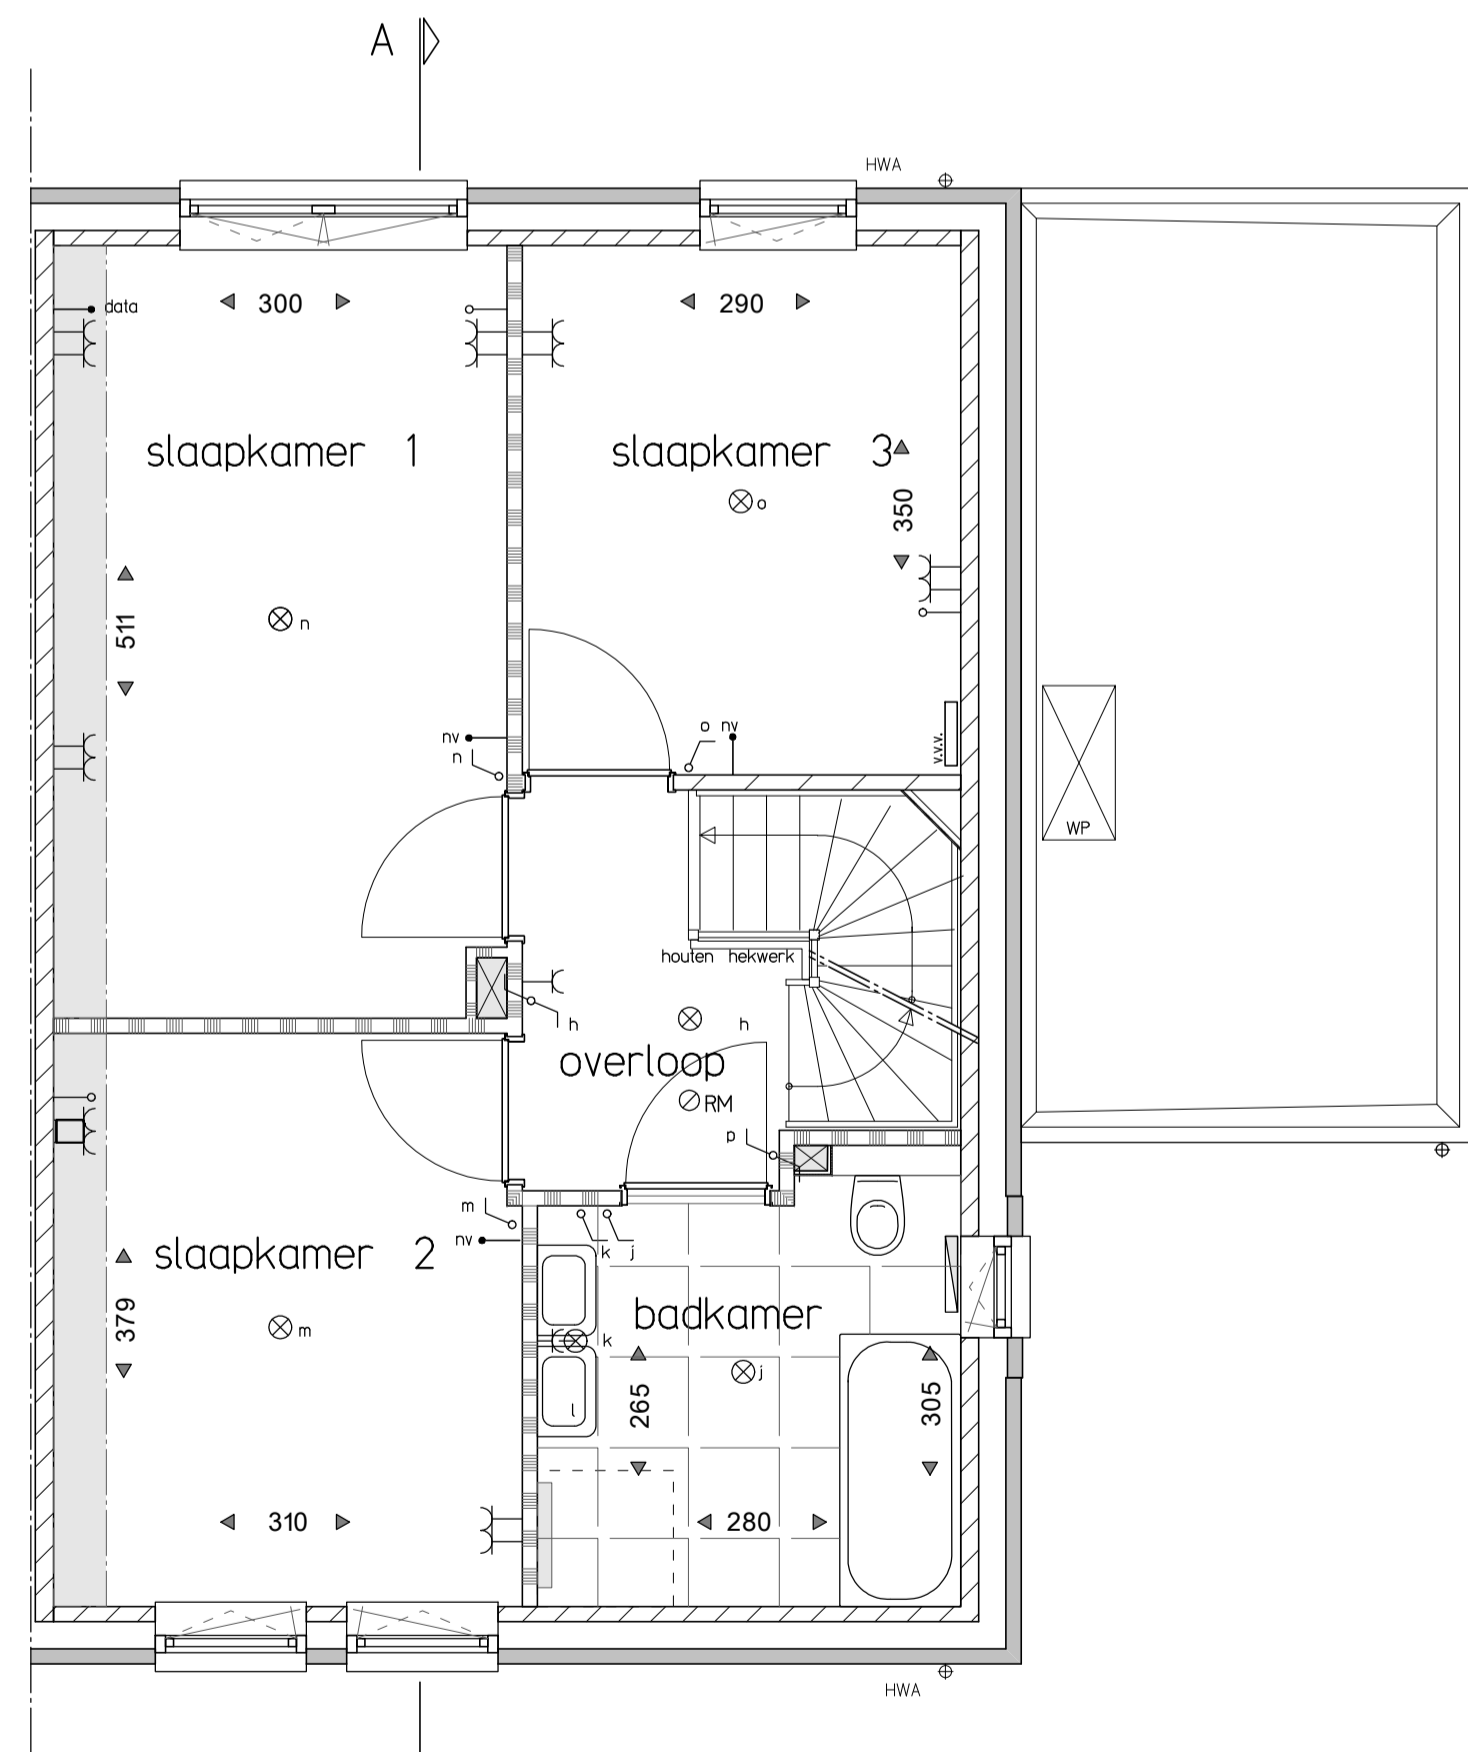 A
HWA
data
300
290
slaapkamer 1
slaapkamer 3
o
350
n
511
nv
n
o nv
v.v.v.
WP
houten hekwerk
h
h
overloop
RM
p
m
nv
k j
slaapkamer 2
379
m
badkamer
k
j
l
265
305
310
280
HWA